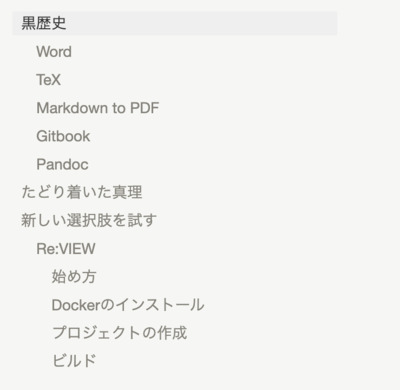 黒歴史
Word
TeX
Markdown to PDF
Gitbook
Pandoc
たどり着いた真理
新しい選択肢を試す
Re:VIEW
始め方
Dockerのインストール
プロジェクトの作成
ビルド